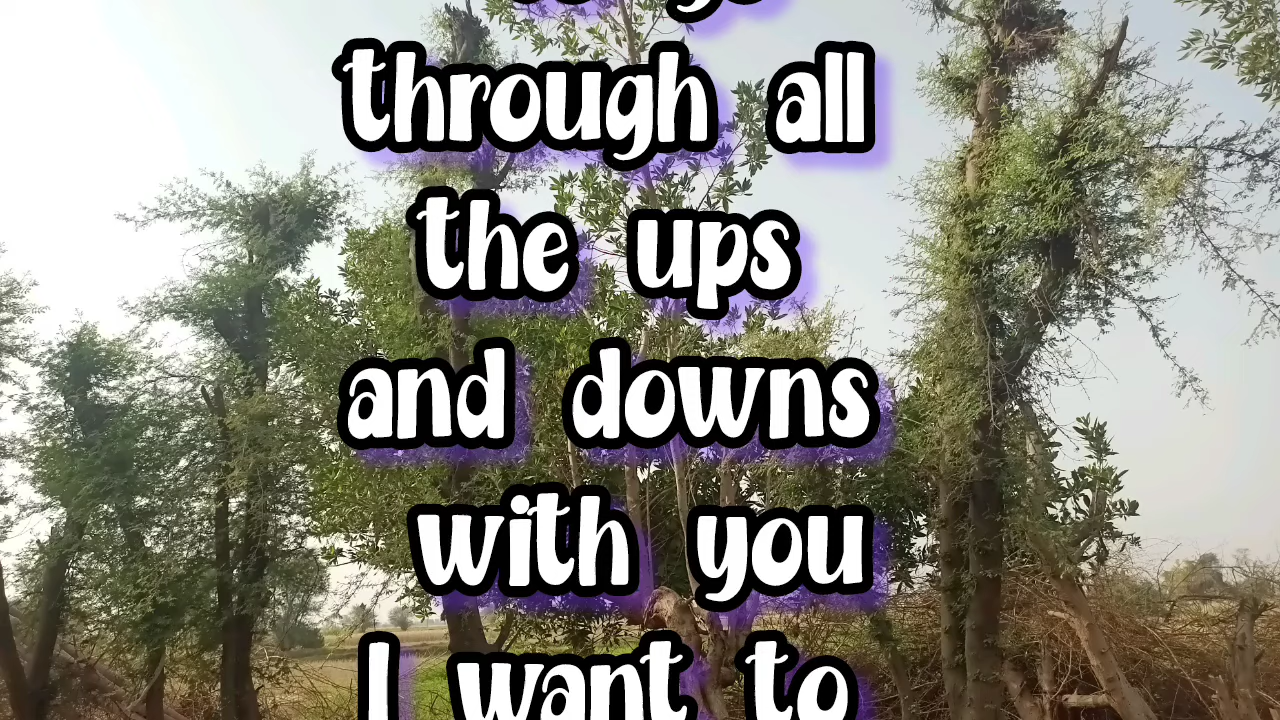 through all
the ups
and downs
with you
I want to